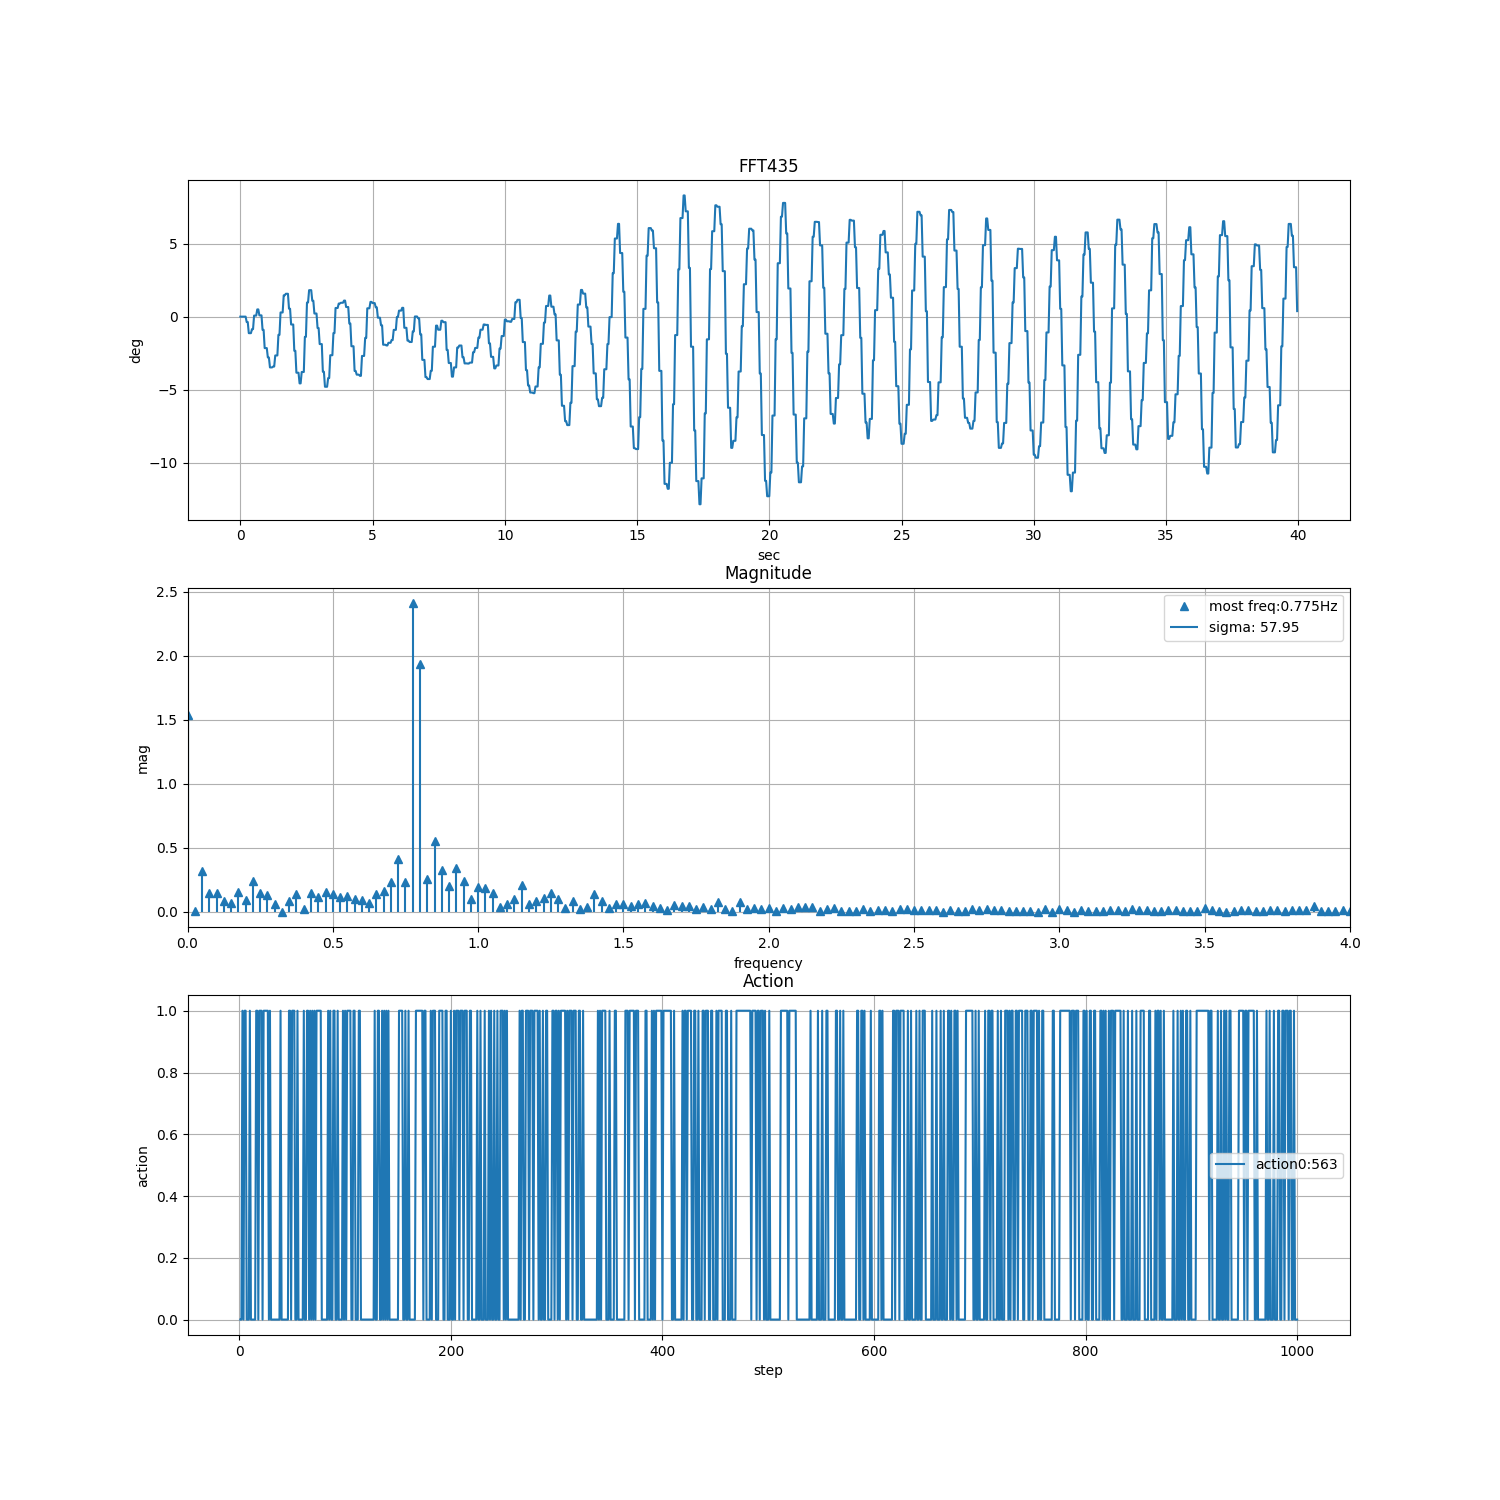 FFT435
5
0
−5
−10
deg
0 5 10 15 20 25 30 35 40
sec
Magnitude
2.5
2.0
1.5
1.0
0.5
0.0
mag
most freq:0.775Hz
sigma: 57.95
0.0 0.5 1.0 1.5 2.0 2.5 3.0 3.5 4.0
frequency
Action
1.0
0.8
0.6
0.4
0.2
0.0
action
action0:563
0 200 400 600 800 1000
step